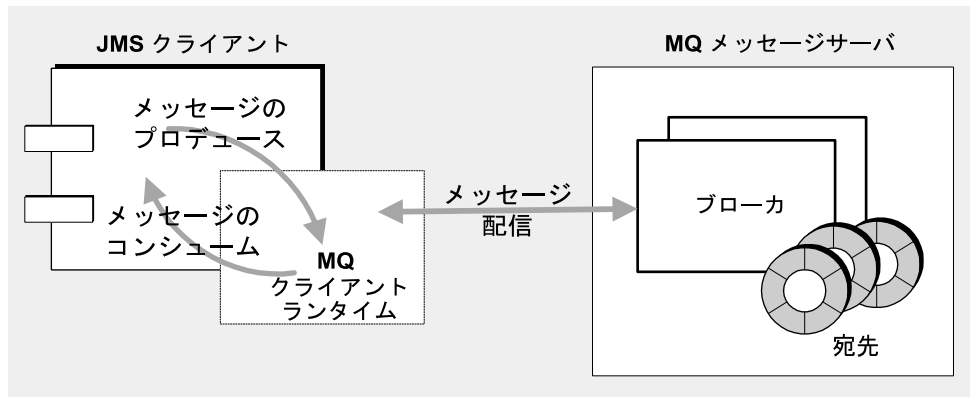 JMS クライアント
メッセージの
プロデュース
メッセージの
コンシューム
MQ
クライアント
ランタイム
メッセージ
配信
MQ メッセージサーバ
ブローカ
宛先